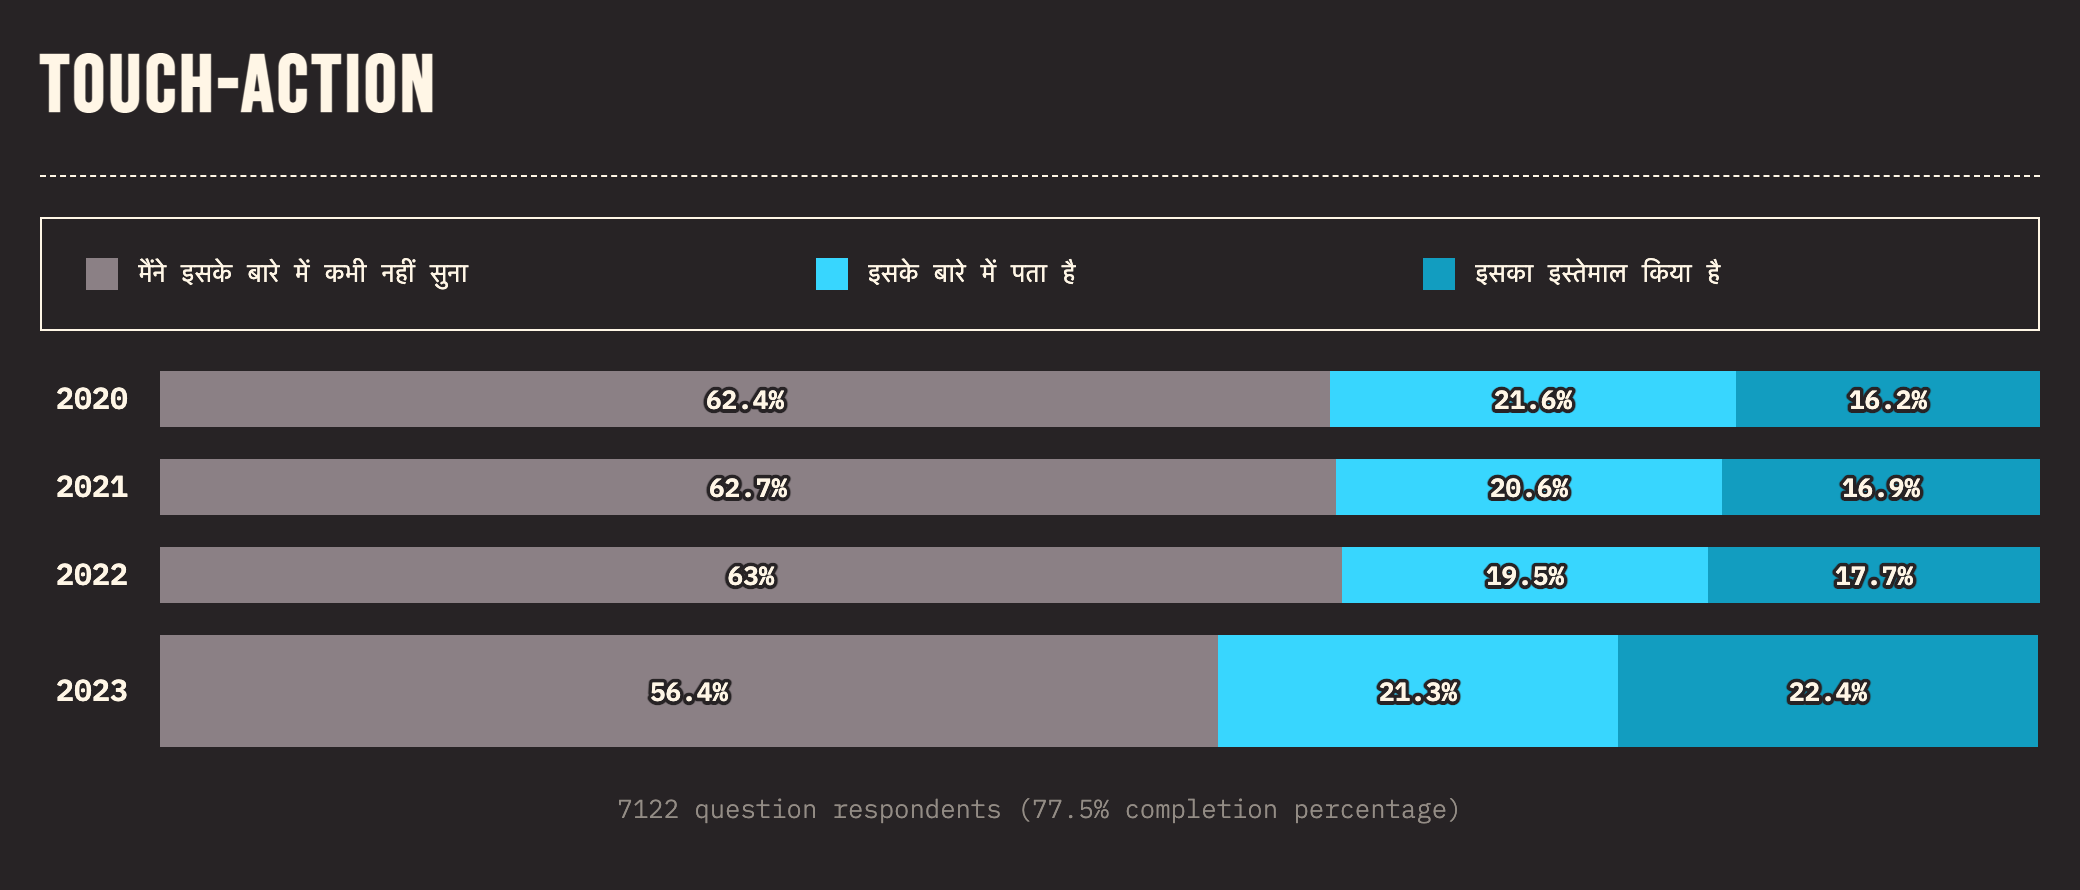 TOUCH-ACTION
मैंने इसके बारे में कभी नहीं सुना इसके बारे में पता है इसका इस्तेमाल किया है
2020 62.4% 21.6% 16.2%
2021 62.7% 20.6% 16.9%
2022 63% 19.5% 17.7%
2023 56.4% 21.3% 22.4%
7122 question respondents (77.5% completion percentage)